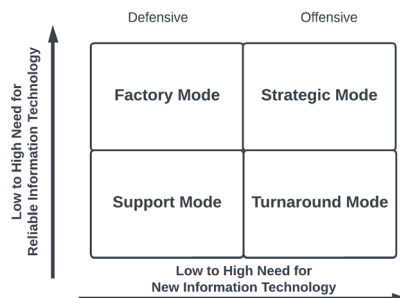 Defensive
Offensive
Low to High Need for
Reliable Information Technology
Factory Mode
Strategic Mode
Support Mode
Turnaround Mode
Low to High Need for
New Information Technology